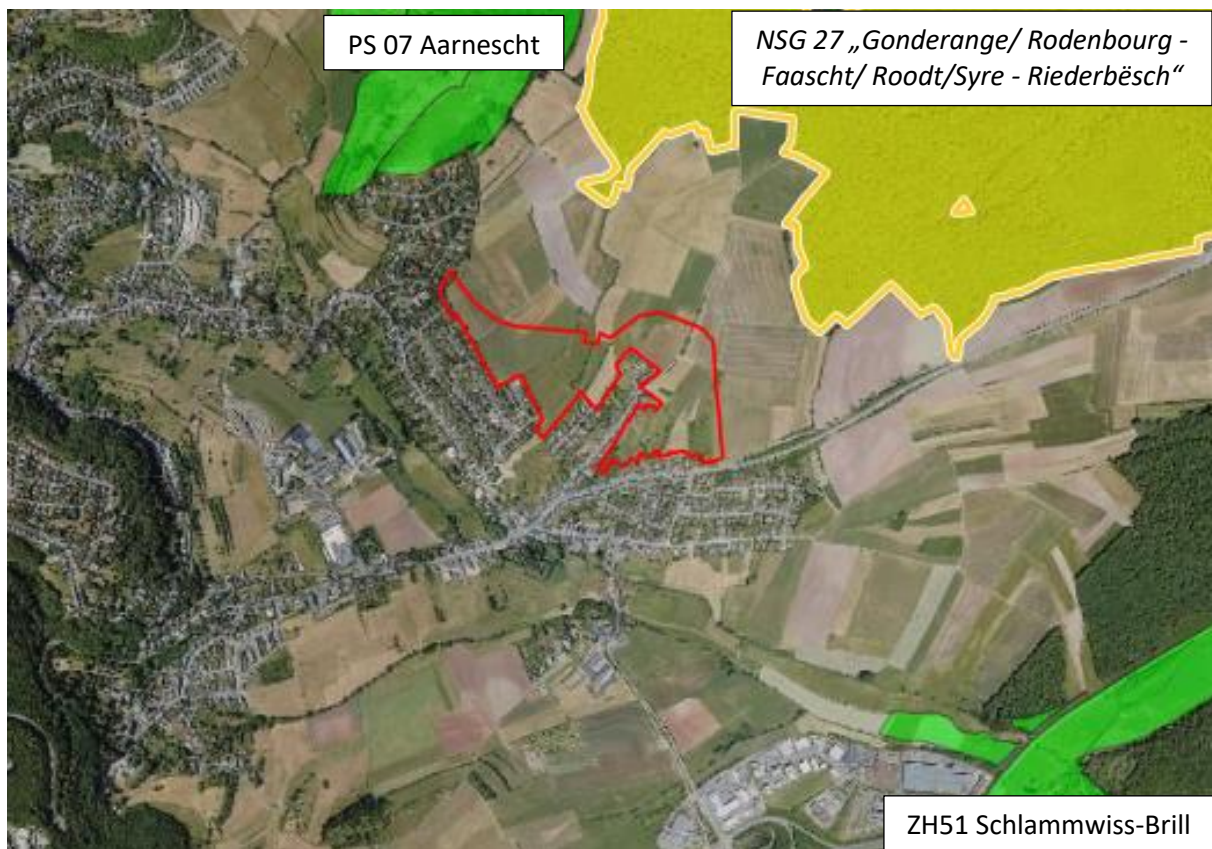 PS 07 Aarnescht
NSG 27 „Gonderange/ Rodenbourg -
Faascht/ Roodt/Syre - Riederbësch“
ZH51 Schlammwiss-Brill